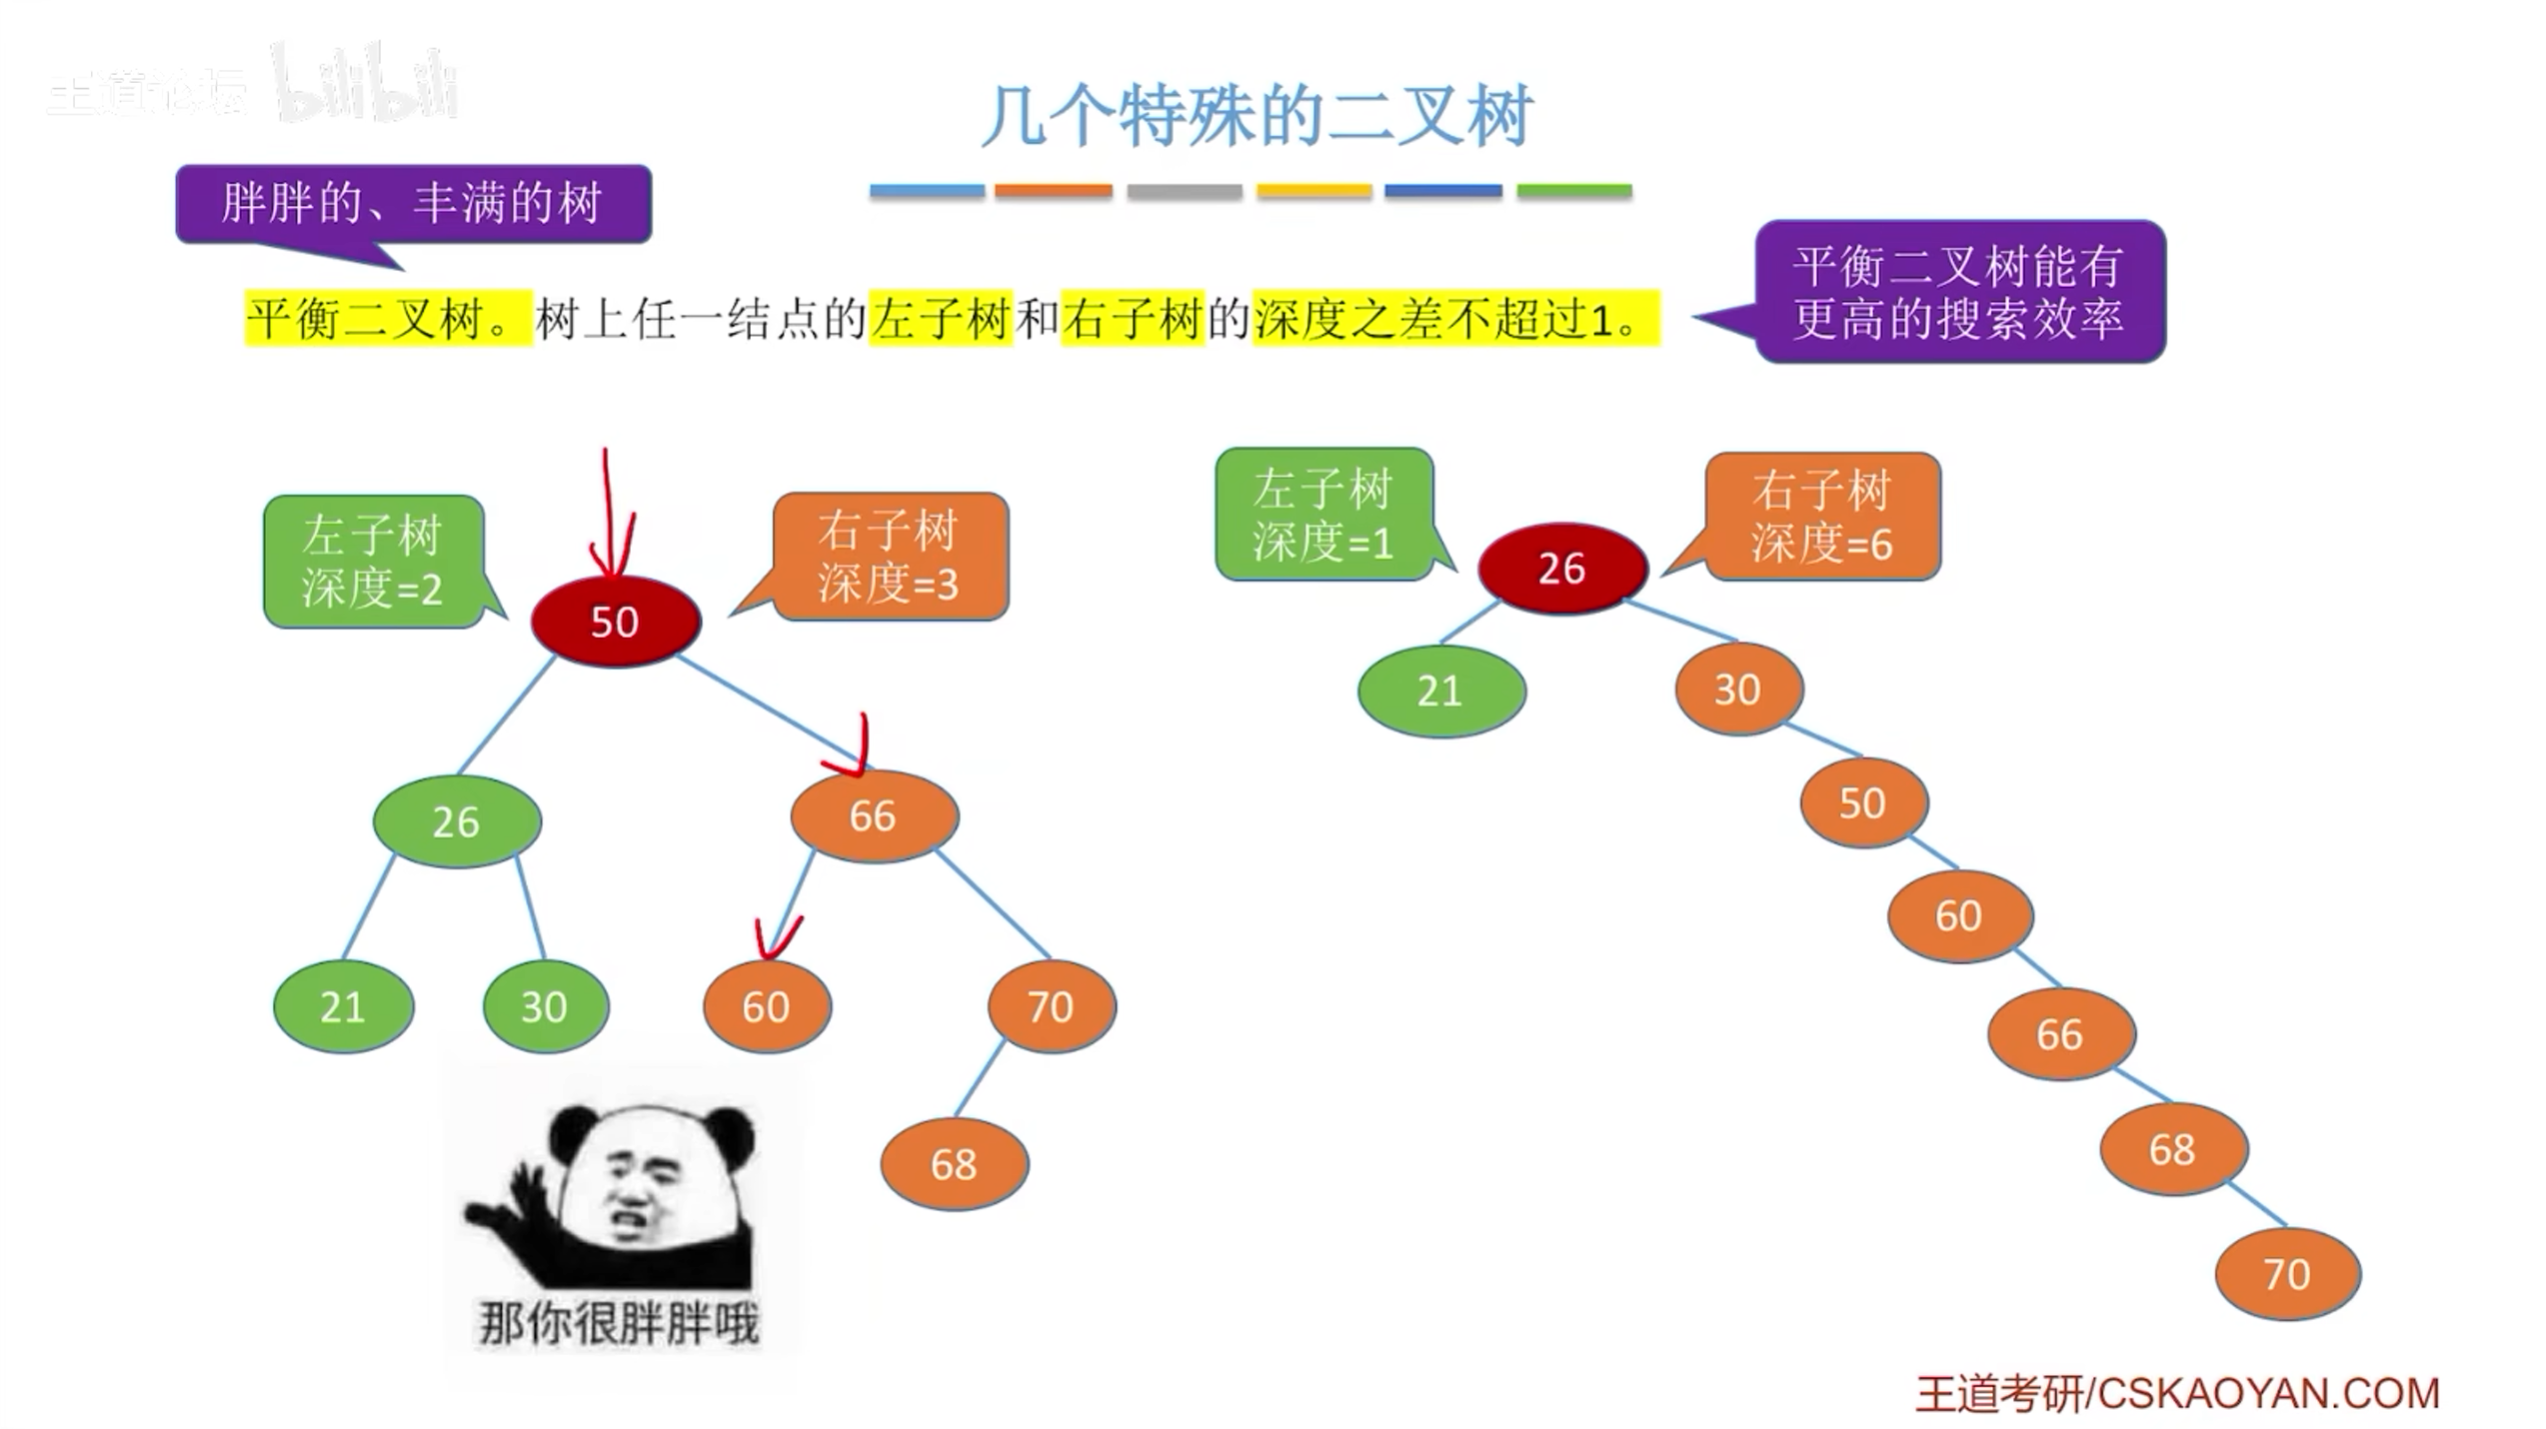 王道论坛 bilibili
几个特殊的二叉树
胖胖的、丰满的树
平衡二叉树能有
更高的搜索效率
平衡二叉树。树上任一结点的左子树和右子树的深度之差不超过1。
左子树
深度=2
右子树
深度=3
50
26
66
21
30
60
70
68
那你很胖胖哦
左子树
深度=1
右子树
深度=6
26
21
30
50
60
66
68
70
王道考研/CSKAOYAN.COM